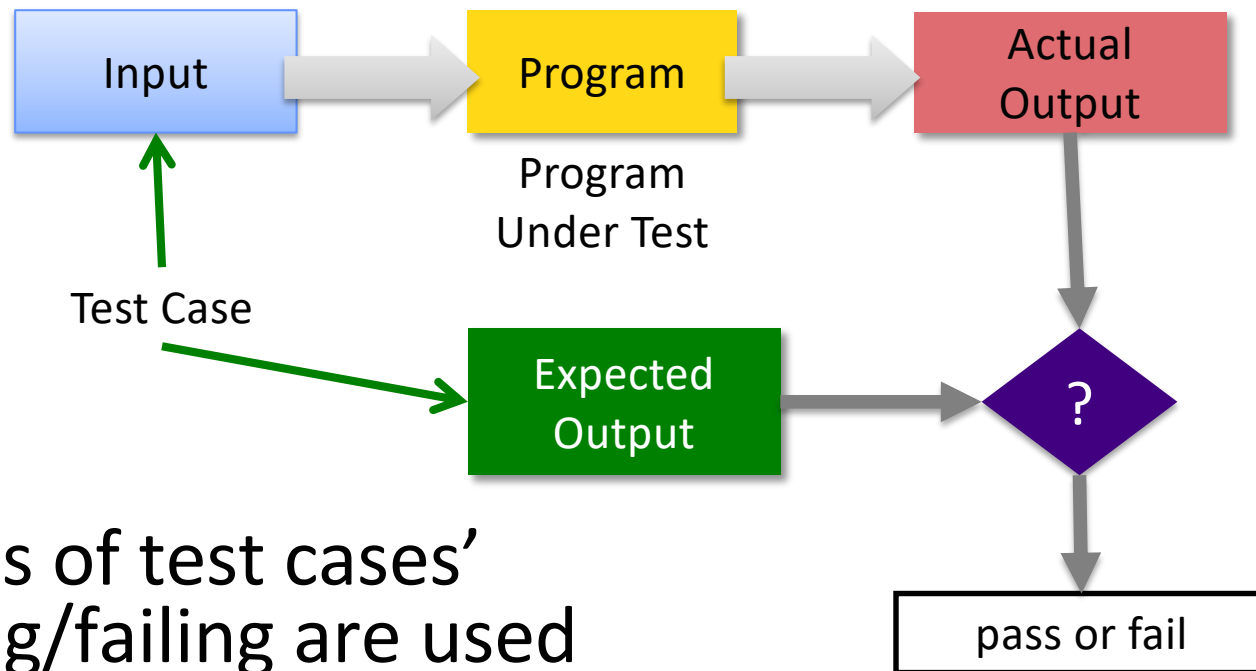 Input
Program
Actual
Output
Program
Under Test
Test Case
Expected
Output
?
s of test cases’
g/failing are used
pass or fail